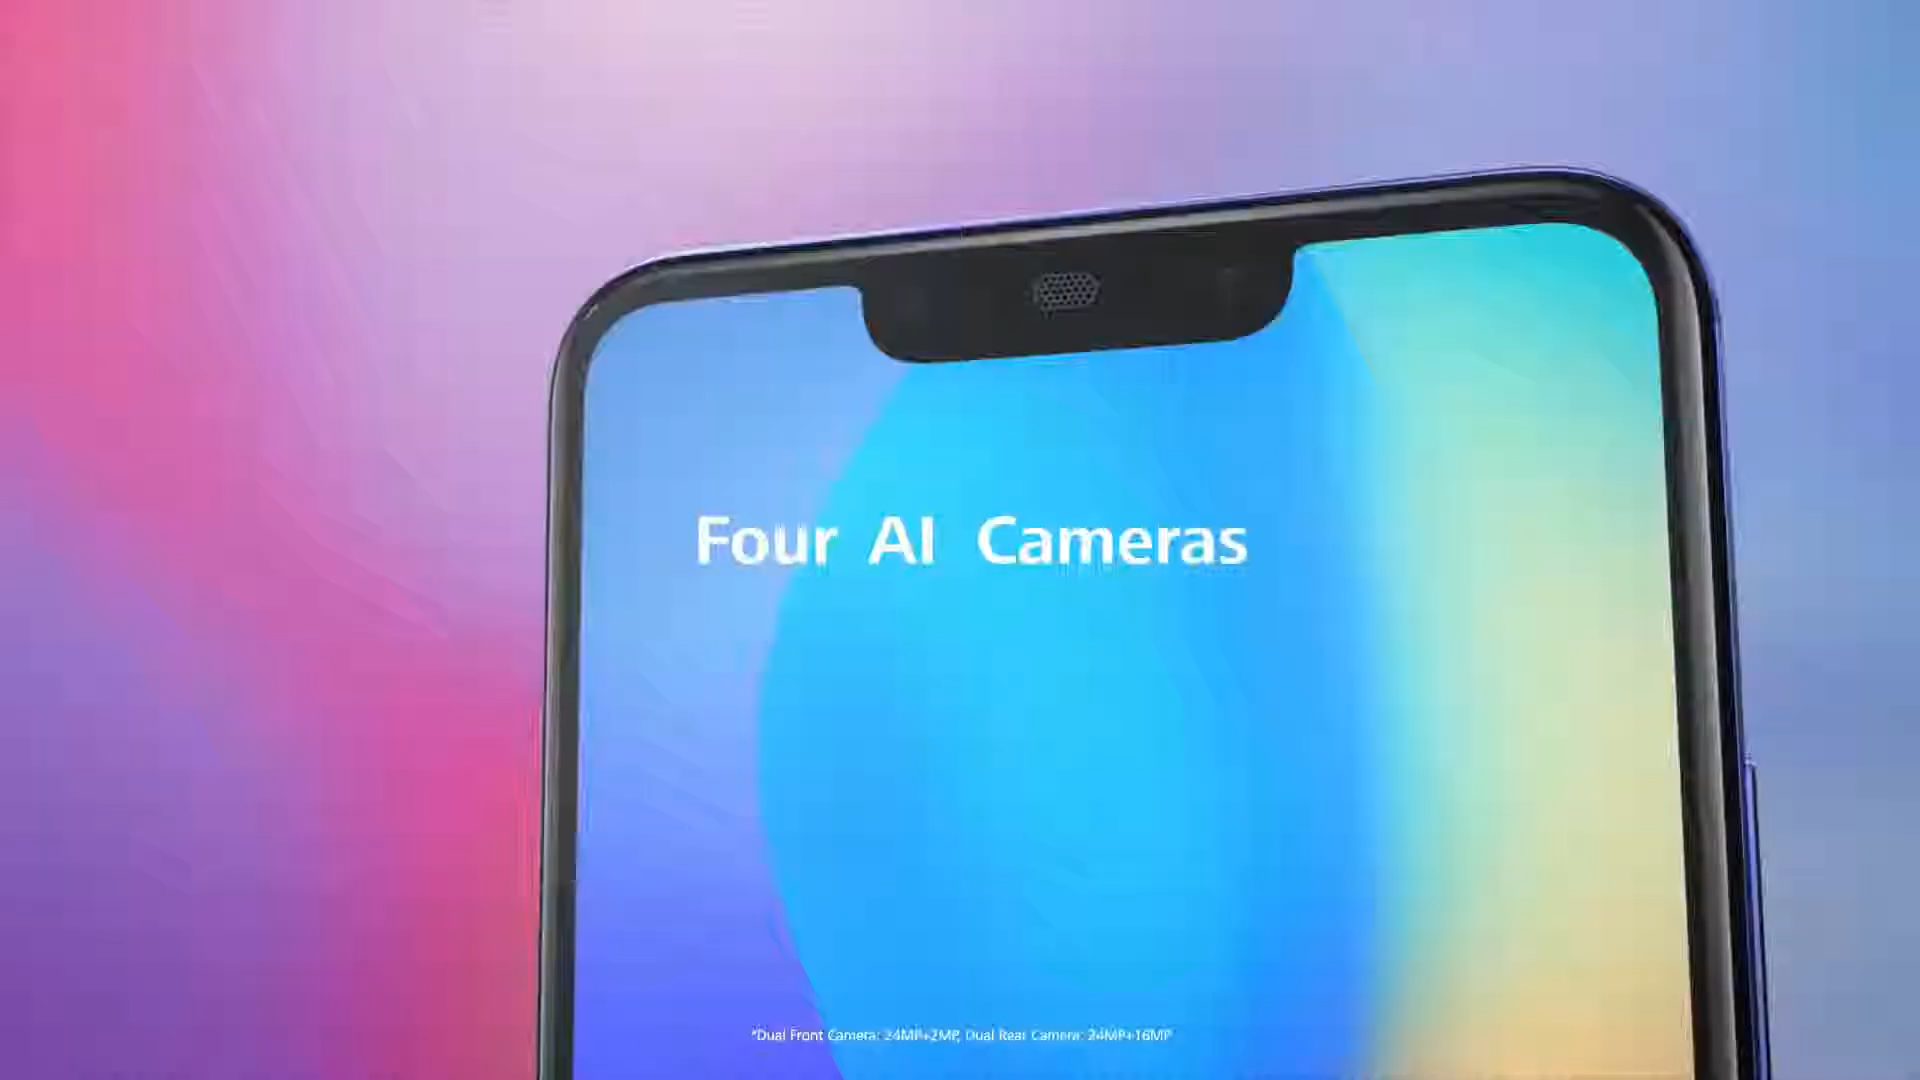 Four AI Cameras
*Dual Front Camera: 24MP+2MP, Dual Rear Camera: 24MP+16MP